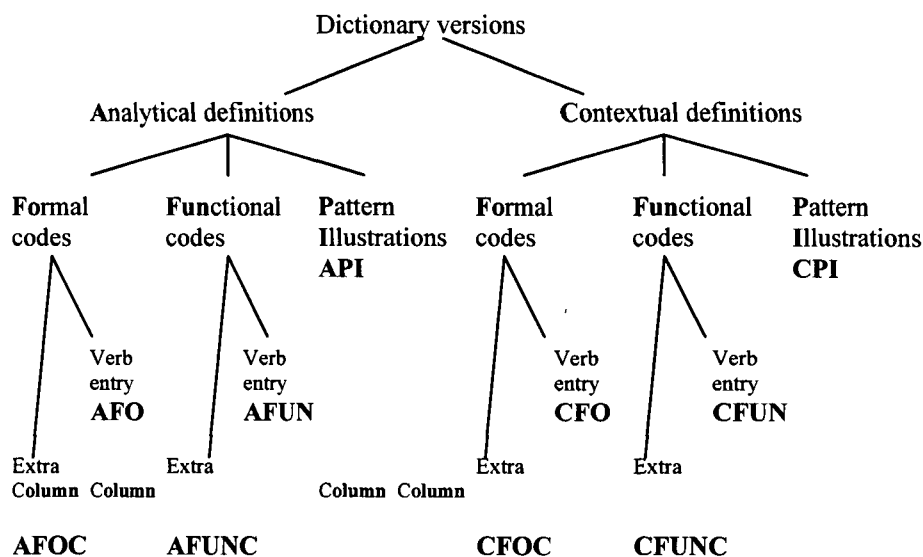 Dictionary versions
Analytical definitions Contextual definitions
Formal Functional Pattern Formal Functional Pattern
codes codes Illustrations codes codes Illustrations
API CPI
Verb Verb Verb Verb
entry entry entry entry
AFO AFUN CFO CFUN
Extra Extra Extra Extra
Column Column Column Column
AFOC AFUNC CFOC CFUNC